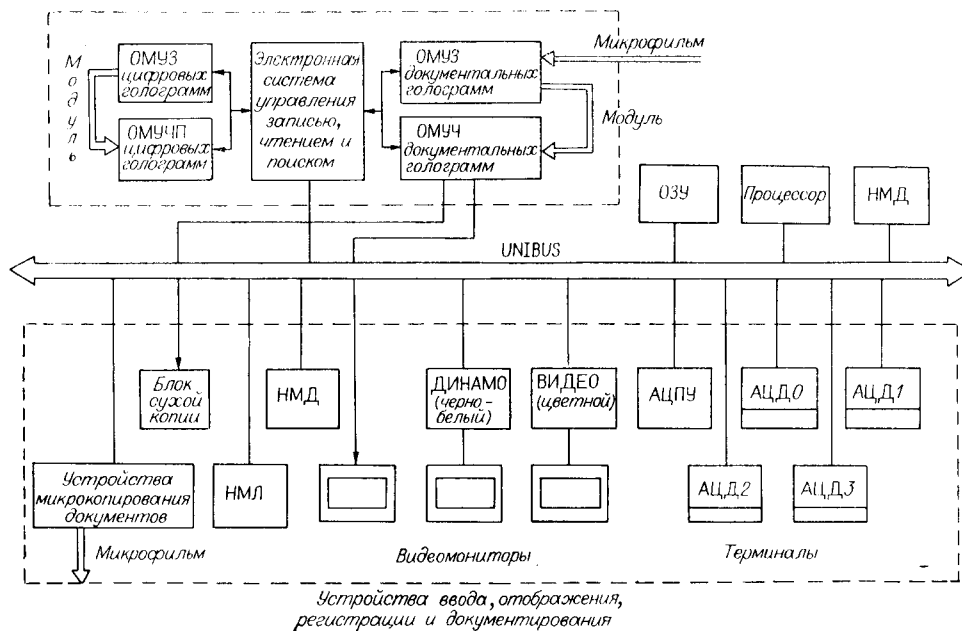 Модуль
ОМУЗ
цифровых
голограмм
Электронная
система
управления
записью,
чтением и
поиском
ОМУЗ
документальных
голограмм
Микрофильм
ОМУЧП
цифровых
голограмм
ОМУЧ
документальных
голограмм
Модуль
ОЗУ
Процессор
НМД
UNIBUS
Блок
сухой
копии
НМД
ДИНАМО
(черно-
белый)
ВИДЕО
(цветной)
АЦПУ
АЦД0
АЦД1
Устройства
микрокопирования
документов
НМЛ
АЦД2
АЦД3
Микрофильм
Видеомониторы
Терминалы
Устройства ввода, отображения,
регистрации и документирования